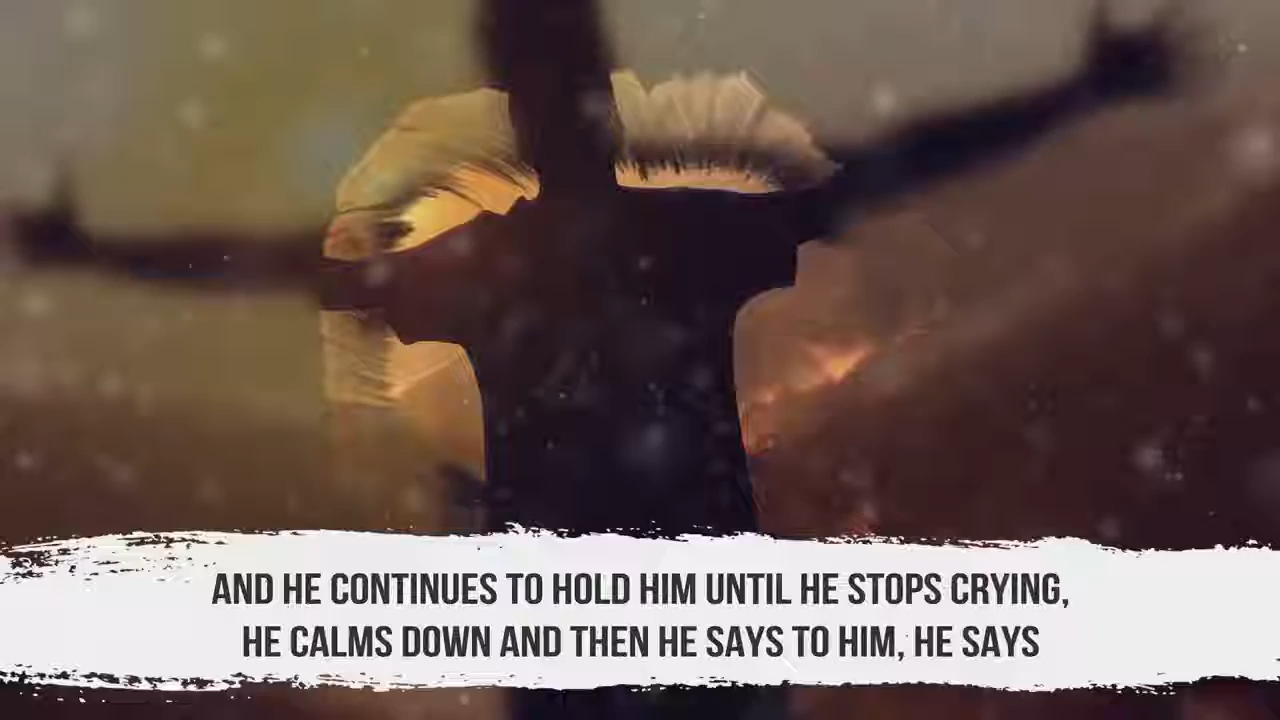 AND HE CONTINUES TO HOLD HIM UNTIL HE STOPS CRYING,
HE CALMS DOWN AND THEN HE SAYS TO HIM, HE SAYS